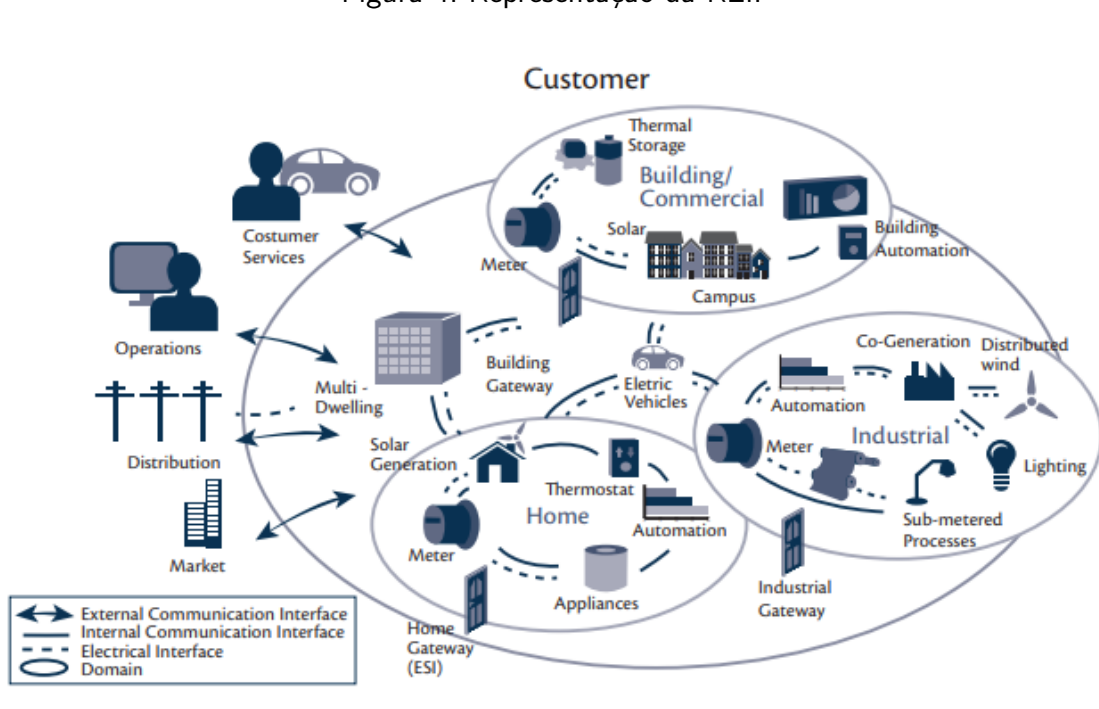 Customer
Thermal
Storage
Building/
Commercial
Solar
Meter
Campus
Building
Automation
Costumer
Services
Operations
Multi -
Dwelling
Building
Gateway
Eletric
Vehicles
Distribution
Market
Co-Generation
Distributed
wind
Automation
Meter
Industrial
Lighting
Sub-metered
Processes
Industrial
Gateway
Solar
Generation
Thermostat
Home
Automation
Meter
Appliances
Home
Gateway
(ESI)
External Communication Interface
Internal Communication Interface
Electrical Interface
Domain